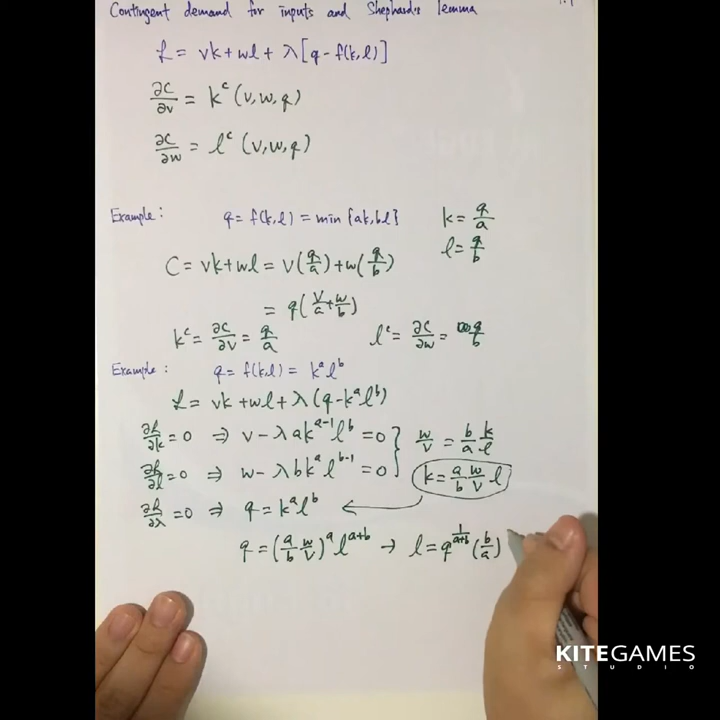 Contingent demand for inputs and Shephard's lemma
ℒ = vk + wl + λ[q - f(k,l)]
∂C/∂v = k^c (v,w,q)
∂C/∂w = l^c (v,w,q)
Example: q = f(k,l) = min {ak,bl} k = q/a
l = q/b
C = vk + wl = v(q/a) + w(q/b)
= q(v/a + w/b)
k^c = ∂C/∂v = q/a l^c = ∂C/∂w = q/b
Example: q = f(k,l) = k^a l^b
ℒ = vk + wl + λ(q - k^a l^b)
∂ℒ/∂k = 0 ⇒ v - λak^(a-1) l^b = 0 } w/v = b/a k/l
∂ℒ/∂l = 0 ⇒ w - λbk^a l^(b-1) = 0 k = a/b w/v l
∂ℒ/∂λ = 0 ⇒ q = k^a l^b
q = (a/b w/v)^a l^(a+b) → l = q^(1/(a+b)) (b/a)
KITEGAMES
STUDIO